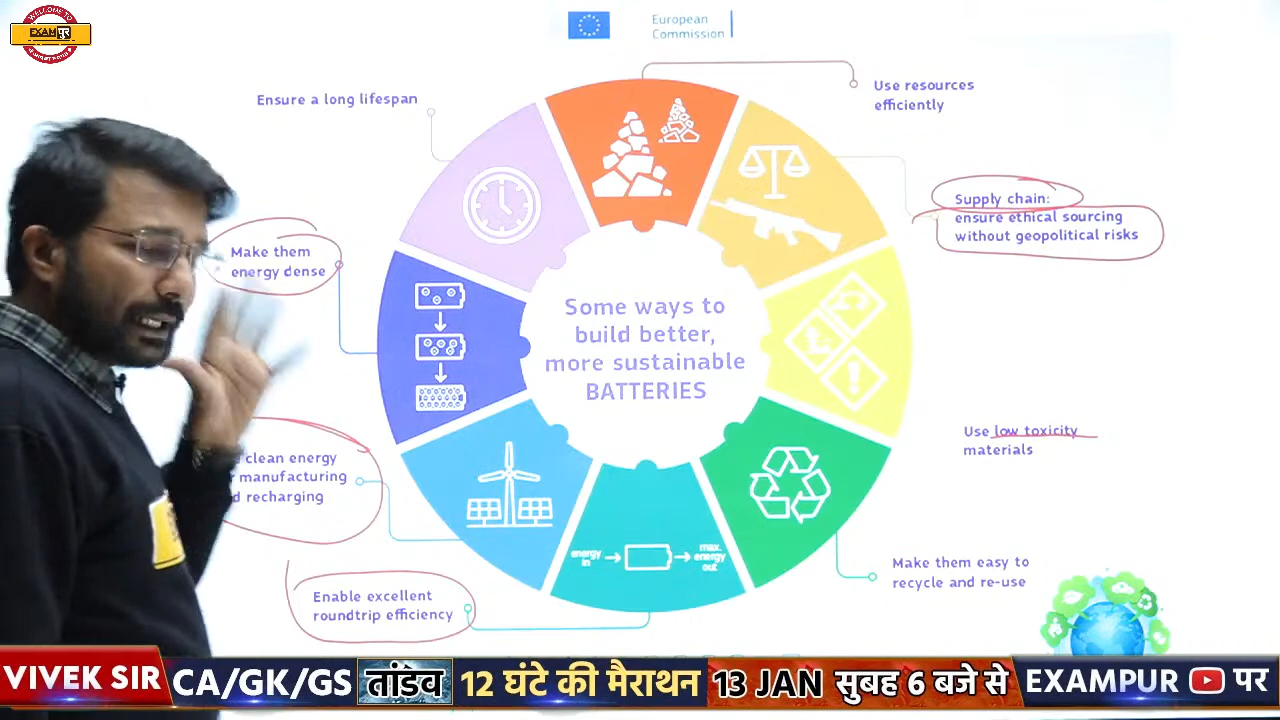 WELCOME TO
EXAM पुर
European
Commission
Ensure a long lifespan
Use resources
efficiently
Supply chain:
ensure ethical sourcing
without geopolitical risks
Make them
energy dense
Some ways to
build better,
more sustainable
BATTERIES
Use low toxicity
materials
clean energy
manufacturing
recharging
energy
in
max.
energy
out
Make them easy to
recycle and re-use
Enable excellent
roundtrip efficiency
VIVEK SIR
CA/GK/GS
तांडव
12 घंटे की मैराथन
13 JAN सुबह 6 बजे से
EXAMPUR पर